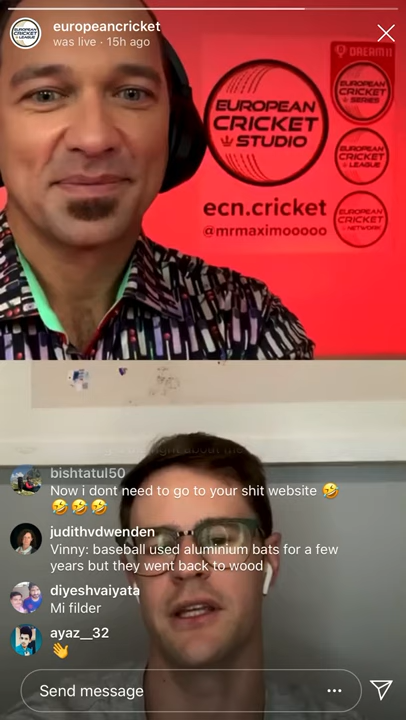 europeancricket
was live · 15h ago
EUROPEAN
CRICKET
STUDIO
DREAM11
EUROPEAN
CRICKET
SERIES
EUROPEAN
CRICKET
LEAGUE
EUROPEAN
CRICKET
NETWORK
ecn.cricket
@mrmaximooooo
bishtatul50
Now i dont need to go to your shit website 🤣
🤣🤣🤣
judithvdwenden
Vinny: baseball used aluminium bats for a few
years but they went back to wood
diyeshvaiyata
Mi filder
ayaz__32
👋
Send message